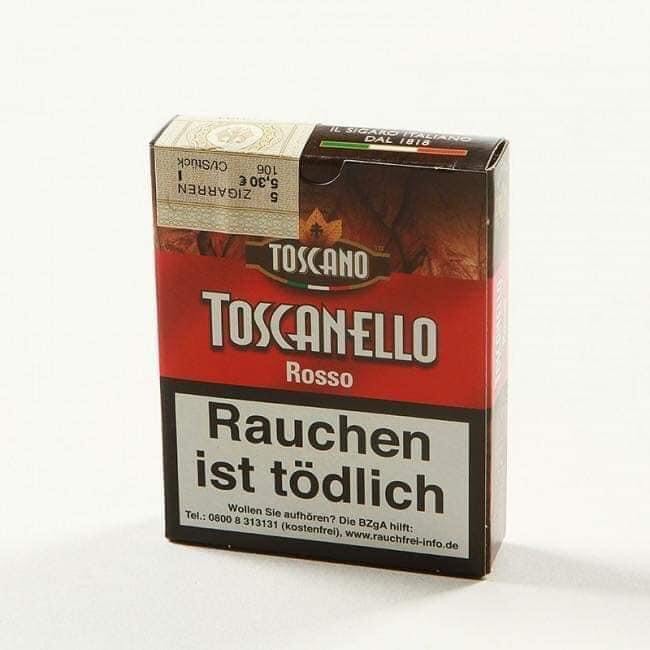 IL SIGARO ITALIANO
DAL 1818
5 ZIGARREN I
5,30 €
106 Ct/Stück
TOSCANO
TOSCANELLO
Rosso
Rauchen
ist tödlich
Wollen Sie aufhören? Die BZgA hilft:
Tel.: 0800 8 313131 (kostenfrei), www.rauchfrei-info.de